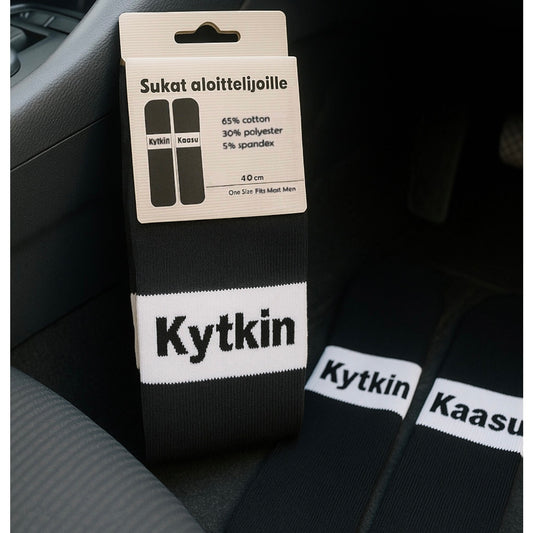 Sukat aloittelijoille
Kytkin Kaasu
65% cotton
30% polyester
5% spandex
40 cm
One Size Fits Most Men
Kytkin
Kytkin
Kaasu